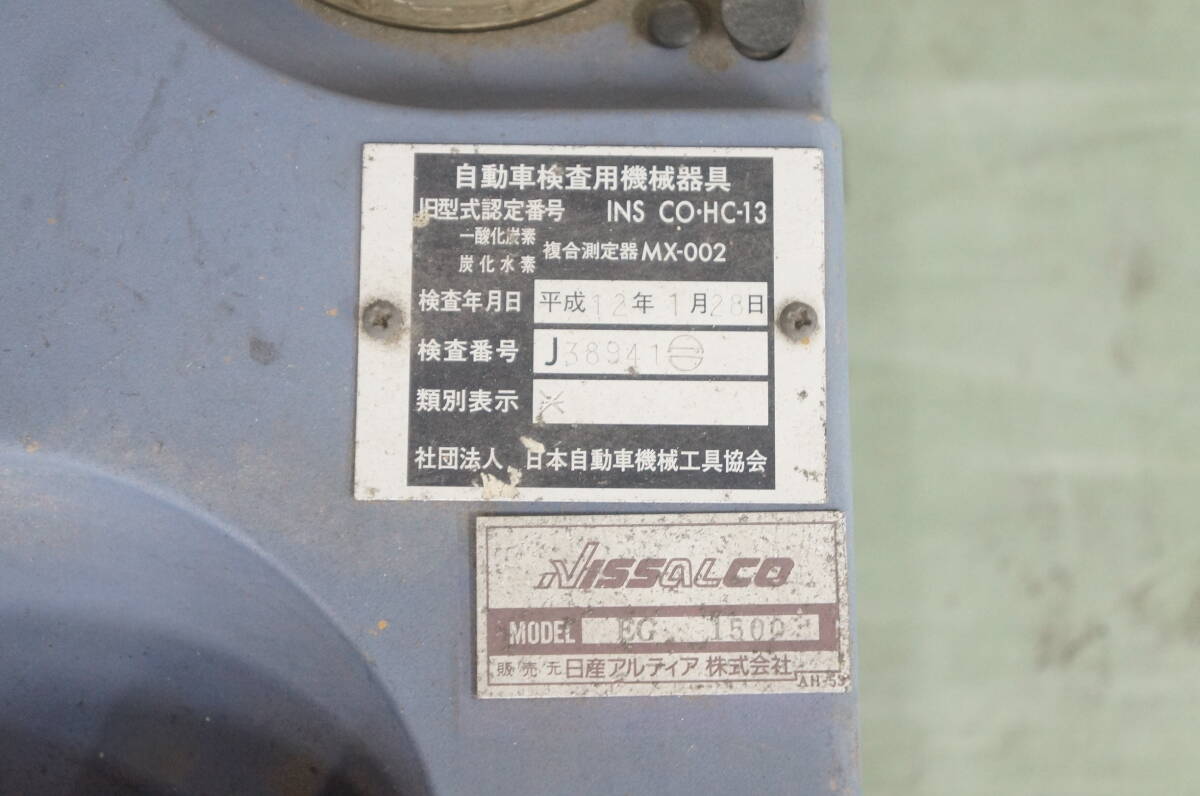 自動車検査用機械器具
旧型式認定番号 INS CO・HC-13
一酸化炭素
炭化水素 複合測定器 MX-002
検査年月日 平成12年1月28日
検査番号 J38941
類別表示 ※
社団法人 日本自動車機械工具協会
NISSALCO
MODEL EG 1500
販売元 日産アルティア 株式会社